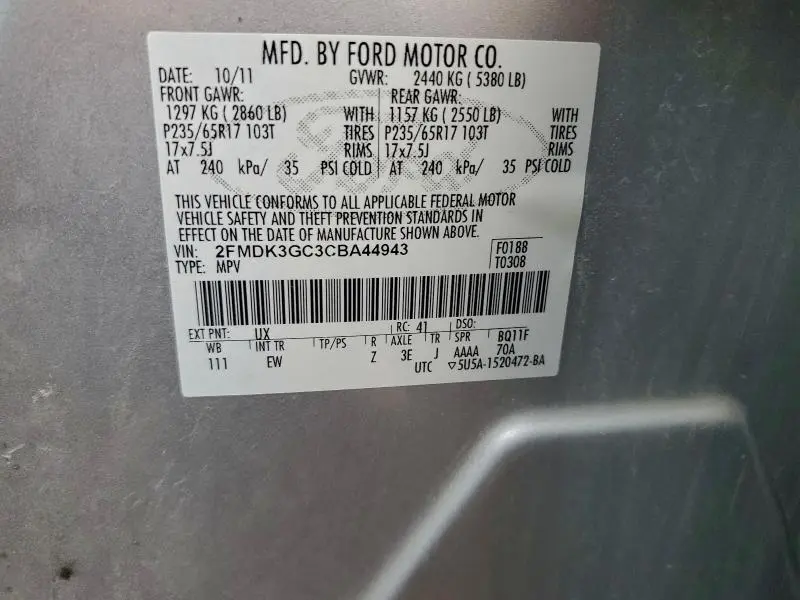 MFD. BY FORD MOTOR CO.
DATE: 10/11 GVWR: 2440 KG ( 5380 LB)
FRONT GAWR: REAR GAWR:
1297 KG ( 2860 LB) WITH 1157 KG ( 2550 LB) WITH
P235/65R17 103T TIRES P235/65R17 103T TIRES
17x7.5J RIMS 17x7.5J RIMS
AT 240 kPa/ 35 PSI COLD AT 240 kPa/ 35 PSI COLD
THIS VEHICLE CONFORMS TO ALL APPLICABLE FEDERAL MOTOR
VEHICLE SAFETY AND THEFT PREVENTION STANDARDS IN
EFFECT ON THE DATE OF MANUFACTURE SHOWN ABOVE.
VIN: 2FMDK3GC3CBA44943 F0188
TYPE: MPV T0308
EXT PNT: UX RC: 41 DSO:
WB INT TR TP/PS R AXLE TR SPR BQ11F
111 EW Z 3E J AAAA 70A
UTC ▽5U5A-1520472-BA